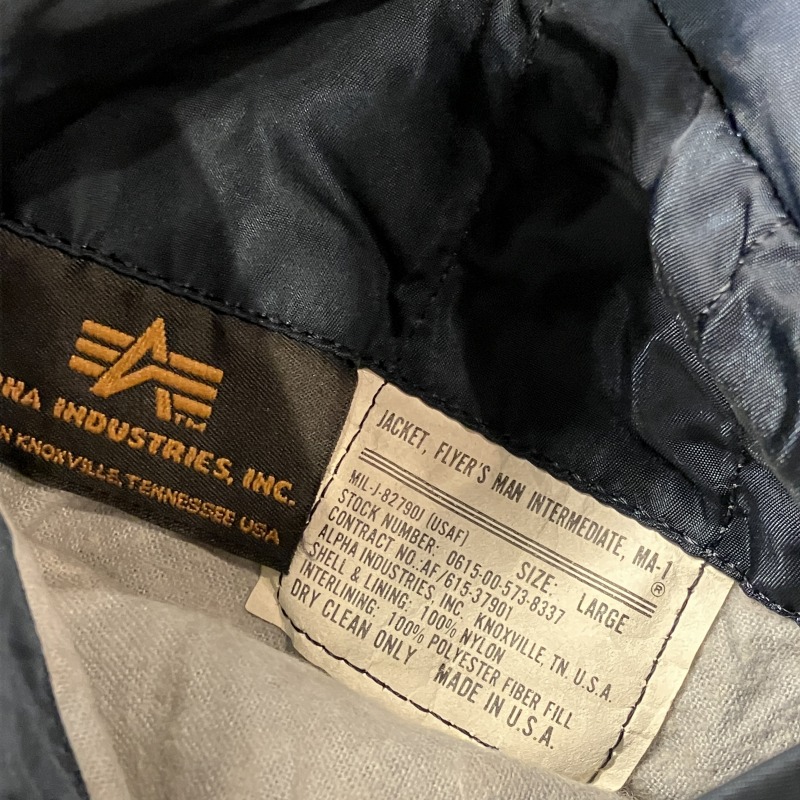 TM
INDUSTRIES, INC.
KNOXVILLE, TENNESSEE USA
JACKET, FLYER'S MAN INTERMEDIATE, MA-1
®
MIL-J-82790J (USAF)
SIZE: LARGE
STOCK NUMBER: 0615-00-573-8337
CONTRACT NO.:AF/615-37901
ALPHA INDUSTRIES, INC KNOXVILLE, TN. U.S.A.
SHELL & LINING: 100% NYLON
INTERLINING: 100% POLYESTER FIBER FILL
DRY CLEAN ONLY MADE IN U.S.A.